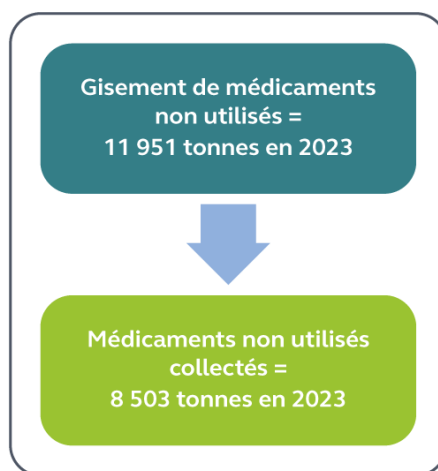 Gisement de médicaments
non utilisés =
11 951 tonnes en 2023
Médicaments non utilisés
collectés =
8 503 tonnes en 2023